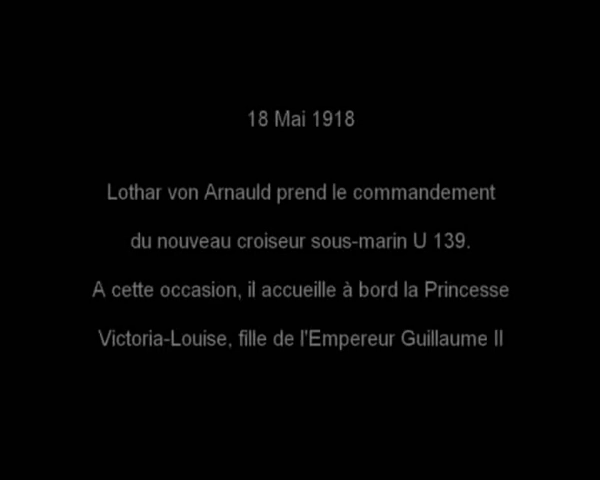 18 Mai 1918
Lothar von Arnauld prend le commandement
du nouveau croiseur sous-marin U 139.
A cette occasion, il accueille à bord la Princesse
Victoria-Louise, fille de l'Empereur Guillaume II